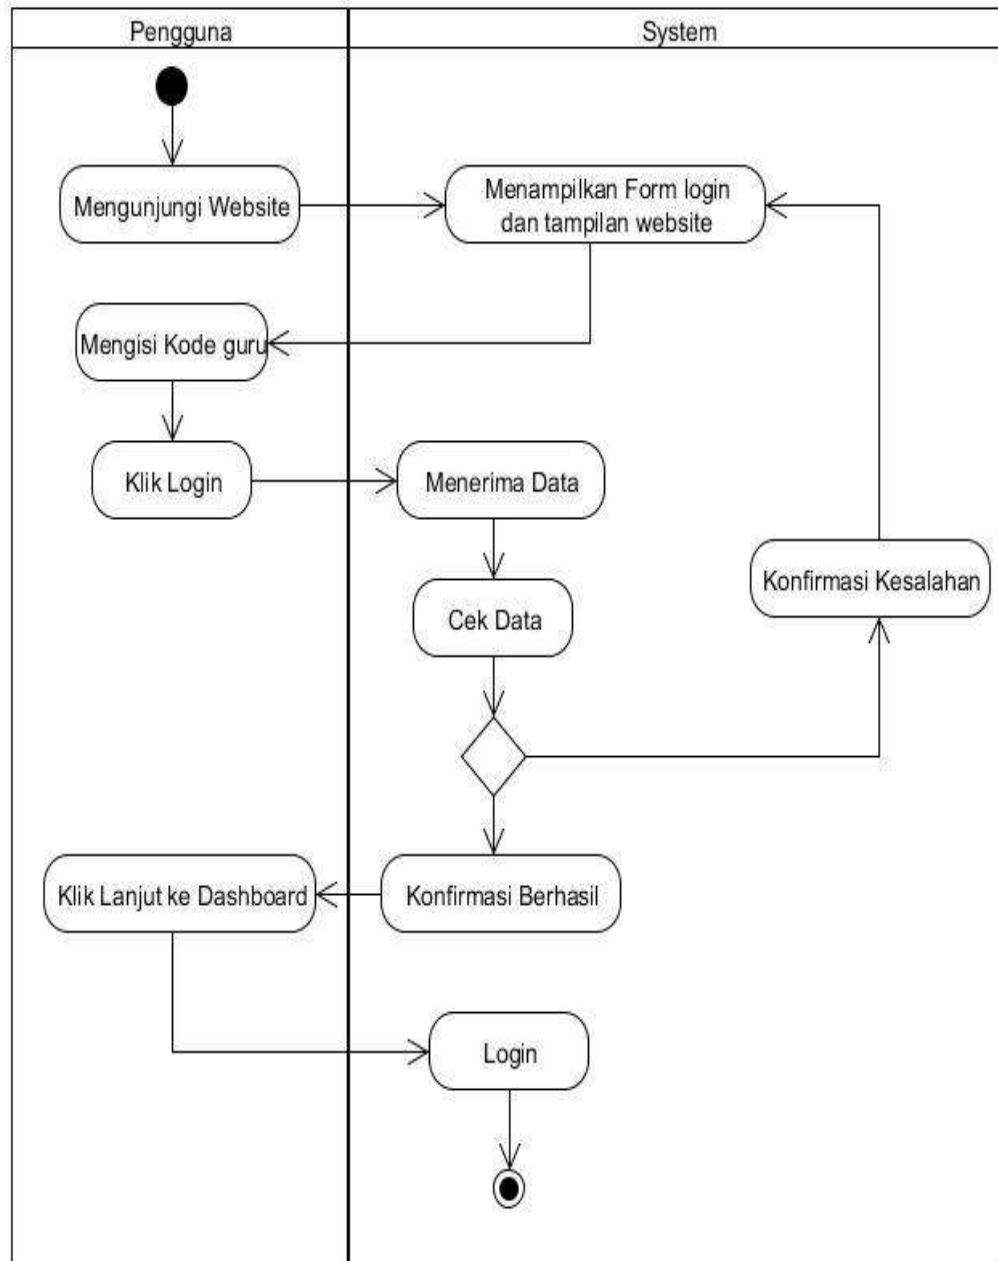 Pengguna
System
Mengunjungi Website
Menampilkan Form login
dan tampilan website
Mengisi Kode guru
Klik Login
Menerima Data
Konfirmasi Kesalahan
Cek Data
Klik Lanjut ke Dashboard
Konfirmasi Berhasil
Login